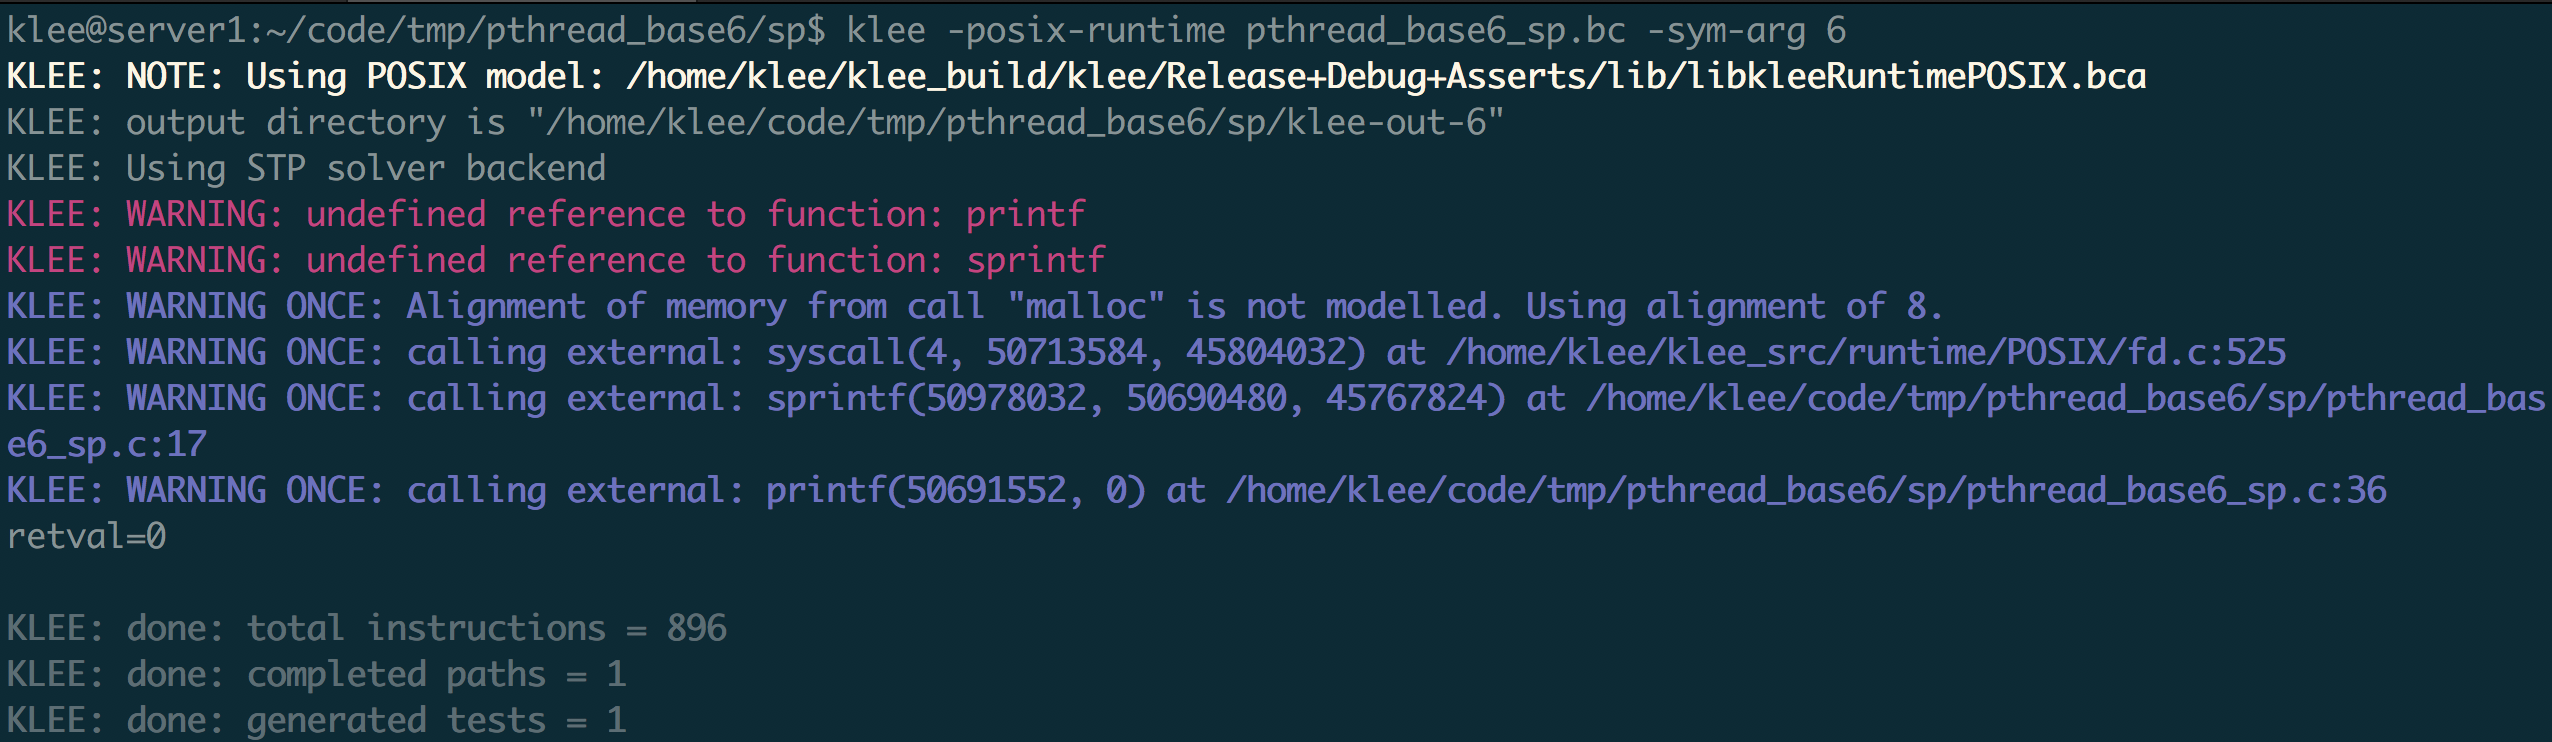 klee@server1:~/code/tmp/pthread_base6/sp$ klee -posix-runtime pthread_base6_sp.bc -sym-arg 6
KLEE: NOTE: Using POSIX model: /home/klee/klee_build/klee/Release+Debug+Asserts/lib/libkleeRuntimePOSIX.bca
KLEE: output directory is "/home/klee/code/tmp/pthread_base6/sp/klee-out-6"
KLEE: Using STP solver backend
KLEE: WARNING: undefined reference to function: printf
KLEE: WARNING: undefined reference to function: sprintf
KLEE: WARNING ONCE: Alignment of memory from call "malloc" is not modelled. Using alignment of 8.
KLEE: WARNING ONCE: calling external: syscall(4, 50713584, 45804032) at /home/klee/klee_src/runtime/POSIX/fd.c:525
KLEE: WARNING ONCE: calling external: sprintf(50978032, 50690480, 45767824) at /home/klee/code/tmp/pthread_base6/sp/pthread_bas
e6_sp.c:17
KLEE: WARNING ONCE: calling external: printf(50691552, 0) at /home/klee/code/tmp/pthread_base6/sp/pthread_base6_sp.c:36
retval=0
KLEE: done: total instructions = 896
KLEE: done: completed paths = 1
KLEE: done: generated tests = 1